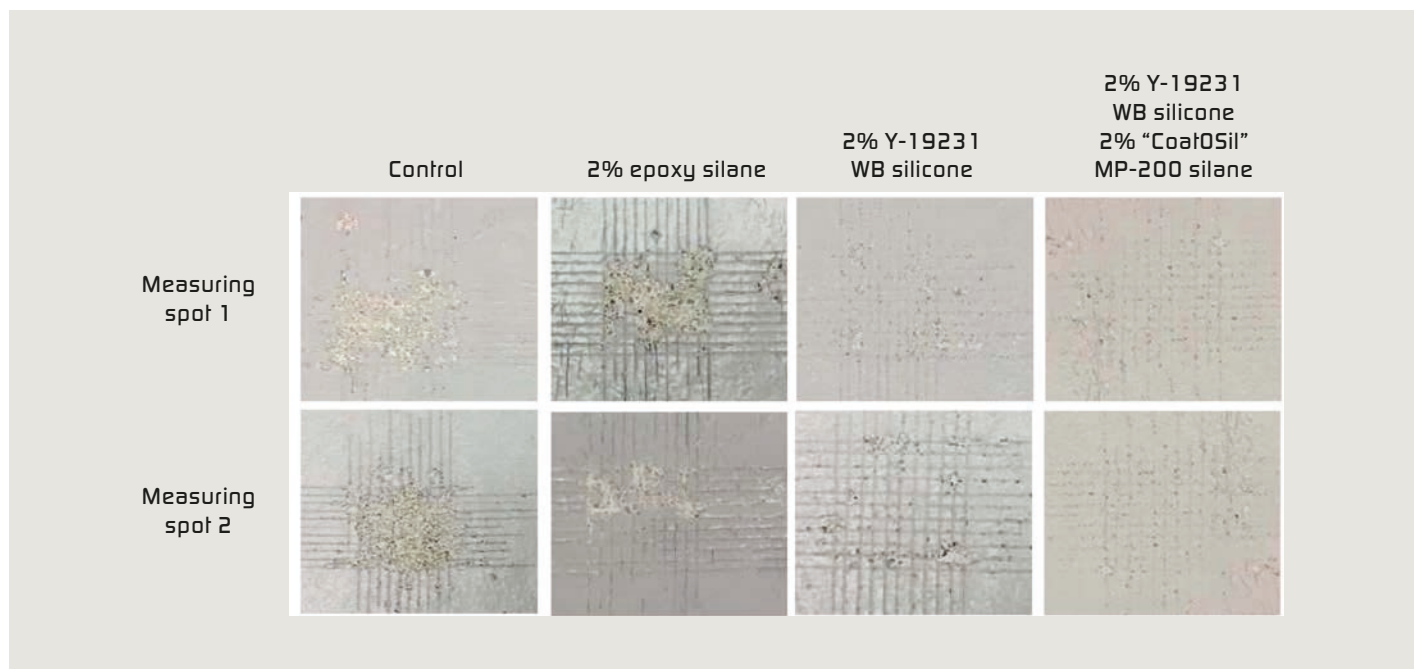 Control
2% epoxy silane
2% Y-19231
WB silicone
2% Y-19231
WB silicone
2% “CoatOSil”
MP-200 silane
Measuring
spot 1
Measuring
spot 2